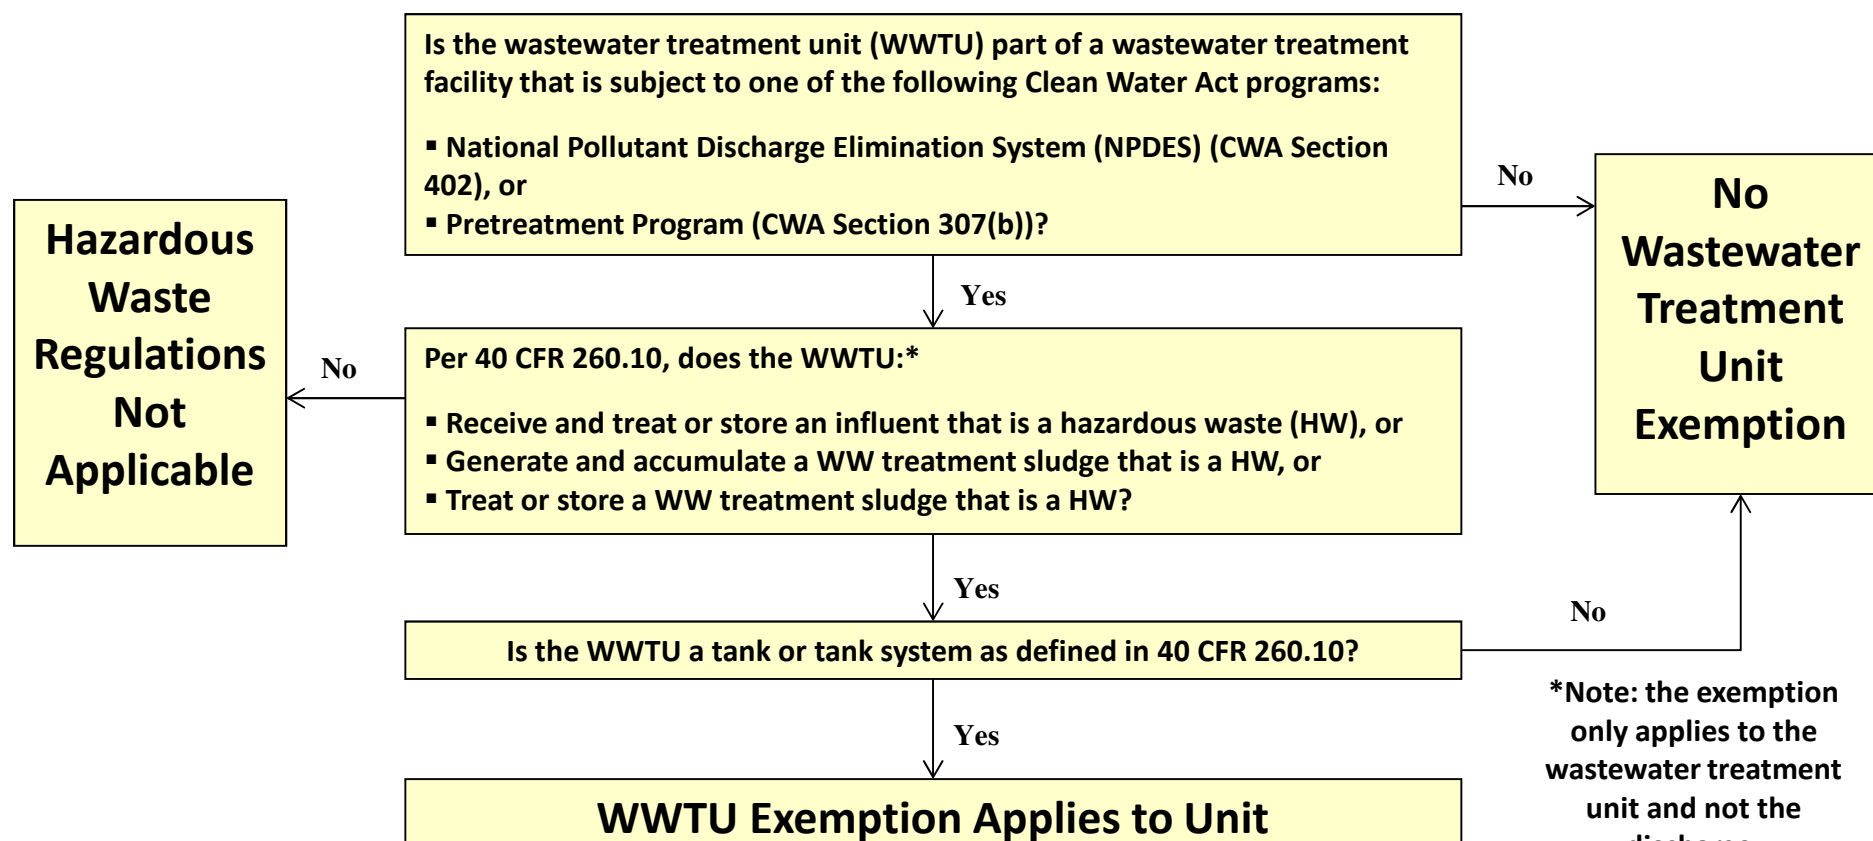 Is the wastewater treatment unit (WWTU) part of a wastewater treatment
facility that is subject to one of the following Clean Water Act programs:
▪ National Pollutant Discharge Elimination System (NPDES) (CWA Section
402), or
▪ Pretreatment Program (CWA Section 307(b))?
No
No
Wastewater
Treatment
Unit
Exemption
Yes
Hazardous
Waste
Regulations
Not
Applicable
No
Per 40 CFR 260.10, does the WWTU:*
▪ Receive and treat or store an influent that is a hazardous waste (HW), or
▪ Generate and accumulate a WW treatment sludge that is a HW, or
▪ Treat or store a WW treatment sludge that is a HW?
Yes
No
Is the WWTU a tank or tank system as defined in 40 CFR 260.10?
Yes
WWTU Exemption Applies to Unit
*Note: the exemption
only applies to the
wastewater treatment
unit and not the